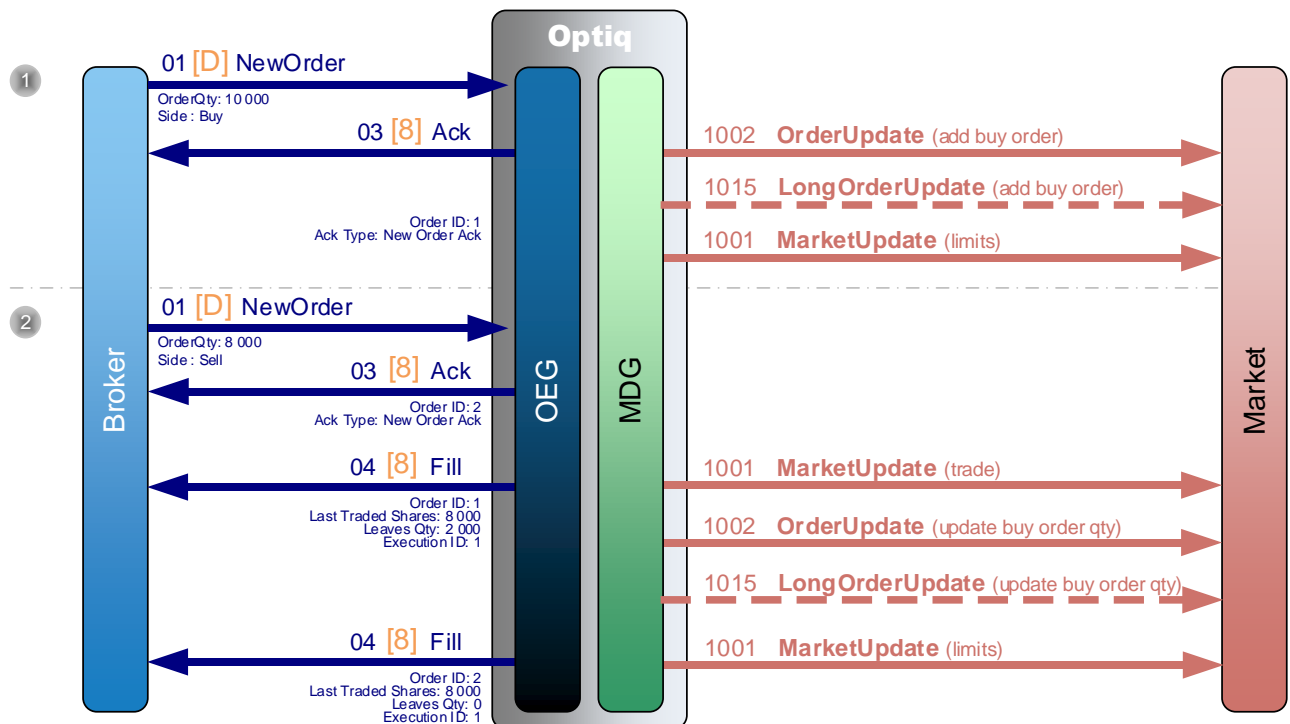 Optiq
1
01 [D] NewOrder
OrderQty: 10 000
Side : Buy
03 [8] Ack
1002 OrderUpdate (add buy order)
1015 LongOrderUpdate (add buy order)
Order ID: 1
Ack Type: New Order Ack
1001 MarketUpdate (limits)
2
01 [D] NewOrder
OrderQty: 8 000
Side : Sell
03 [8] Ack
Order ID: 2
Ack Type: New Order Ack
Broker
OEG
MDG
Market
04 [8] Fill
1001 MarketUpdate (trade)
Order ID: 1
Last Traded Shares: 8 000
Leaves Qty: 2 000
Execution ID: 1
1002 OrderUpdate (update buy order qty)
1015 LongOrderUpdate (update buy order qty)
04 [8] Fill
1001 MarketUpdate (limits)
Order ID: 2
Last Traded Shares: 8 000
Leaves Qty: 0
Execution ID: 1